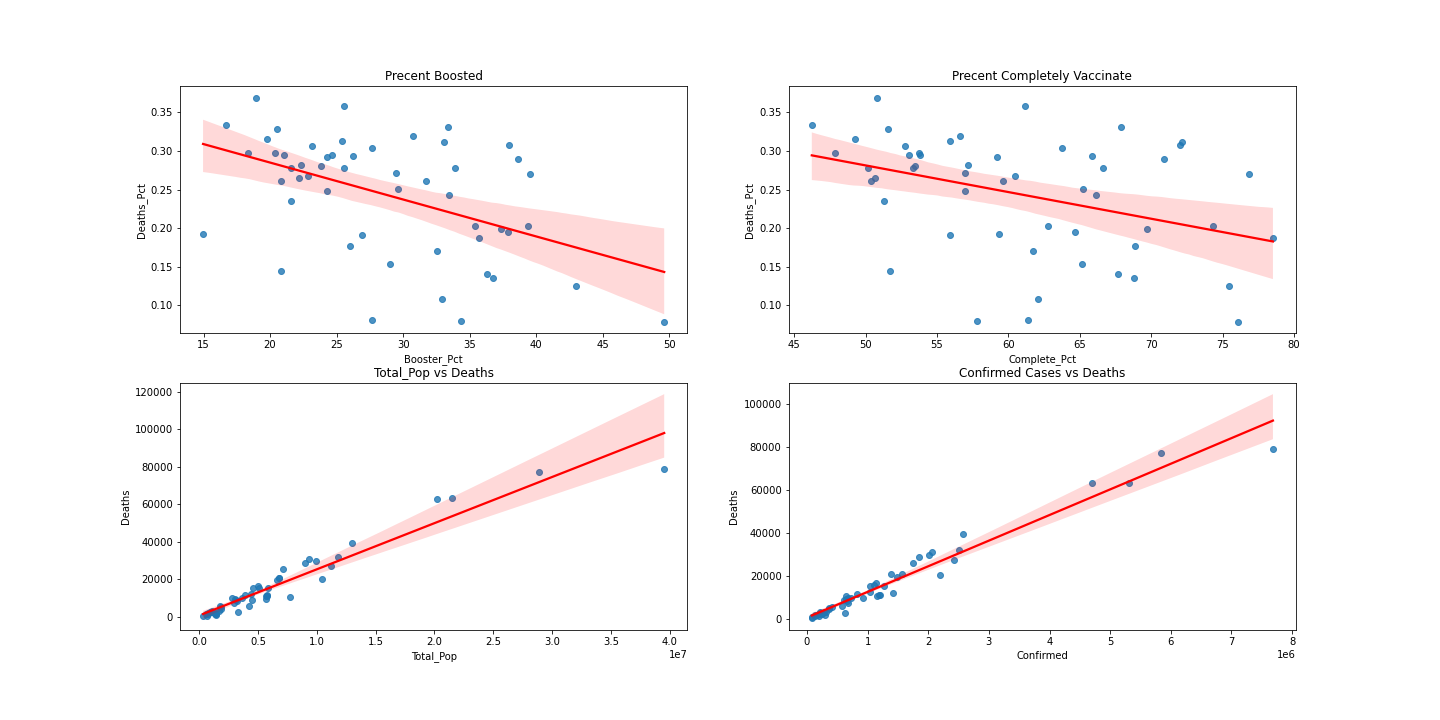 Precent Boosted
Deaths_Pct
0.35
0.30
0.25
0.20
0.15
0.10
15 20 25 30 35 40 45 50
Booster_Pct
Precent Completely Vaccinate
Deaths_Pct
0.35
0.30
0.25
0.20
0.15
0.10
45 50 55 60 65 70 75 80
Complete_Pct
Total_Pop vs Deaths
Deaths
120000
100000
80000
60000
40000
20000
0
0.0 0.5 1.0 1.5 2.0 2.5 3.0 3.5 4.0
1e7
Total_Pop
Confirmed Cases vs Deaths
Deaths
100000
80000
60000
40000
20000
0
0 1 2 3 4 5 6 7 8
1e6
Confirmed